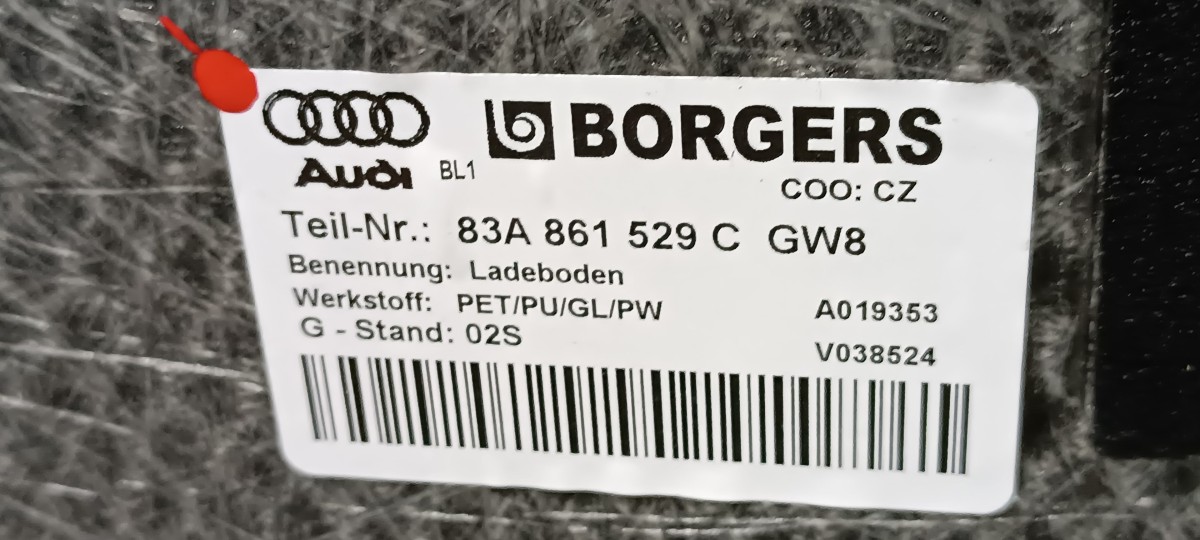 Audi BL1 BORGERS
COO: CZ
Teil-Nr.: 83A 861 529 C GW8
Benennung: Ladeboden
Werkstoff: PET/PU/GL/PW A019353
G - Stand: 02S V038524